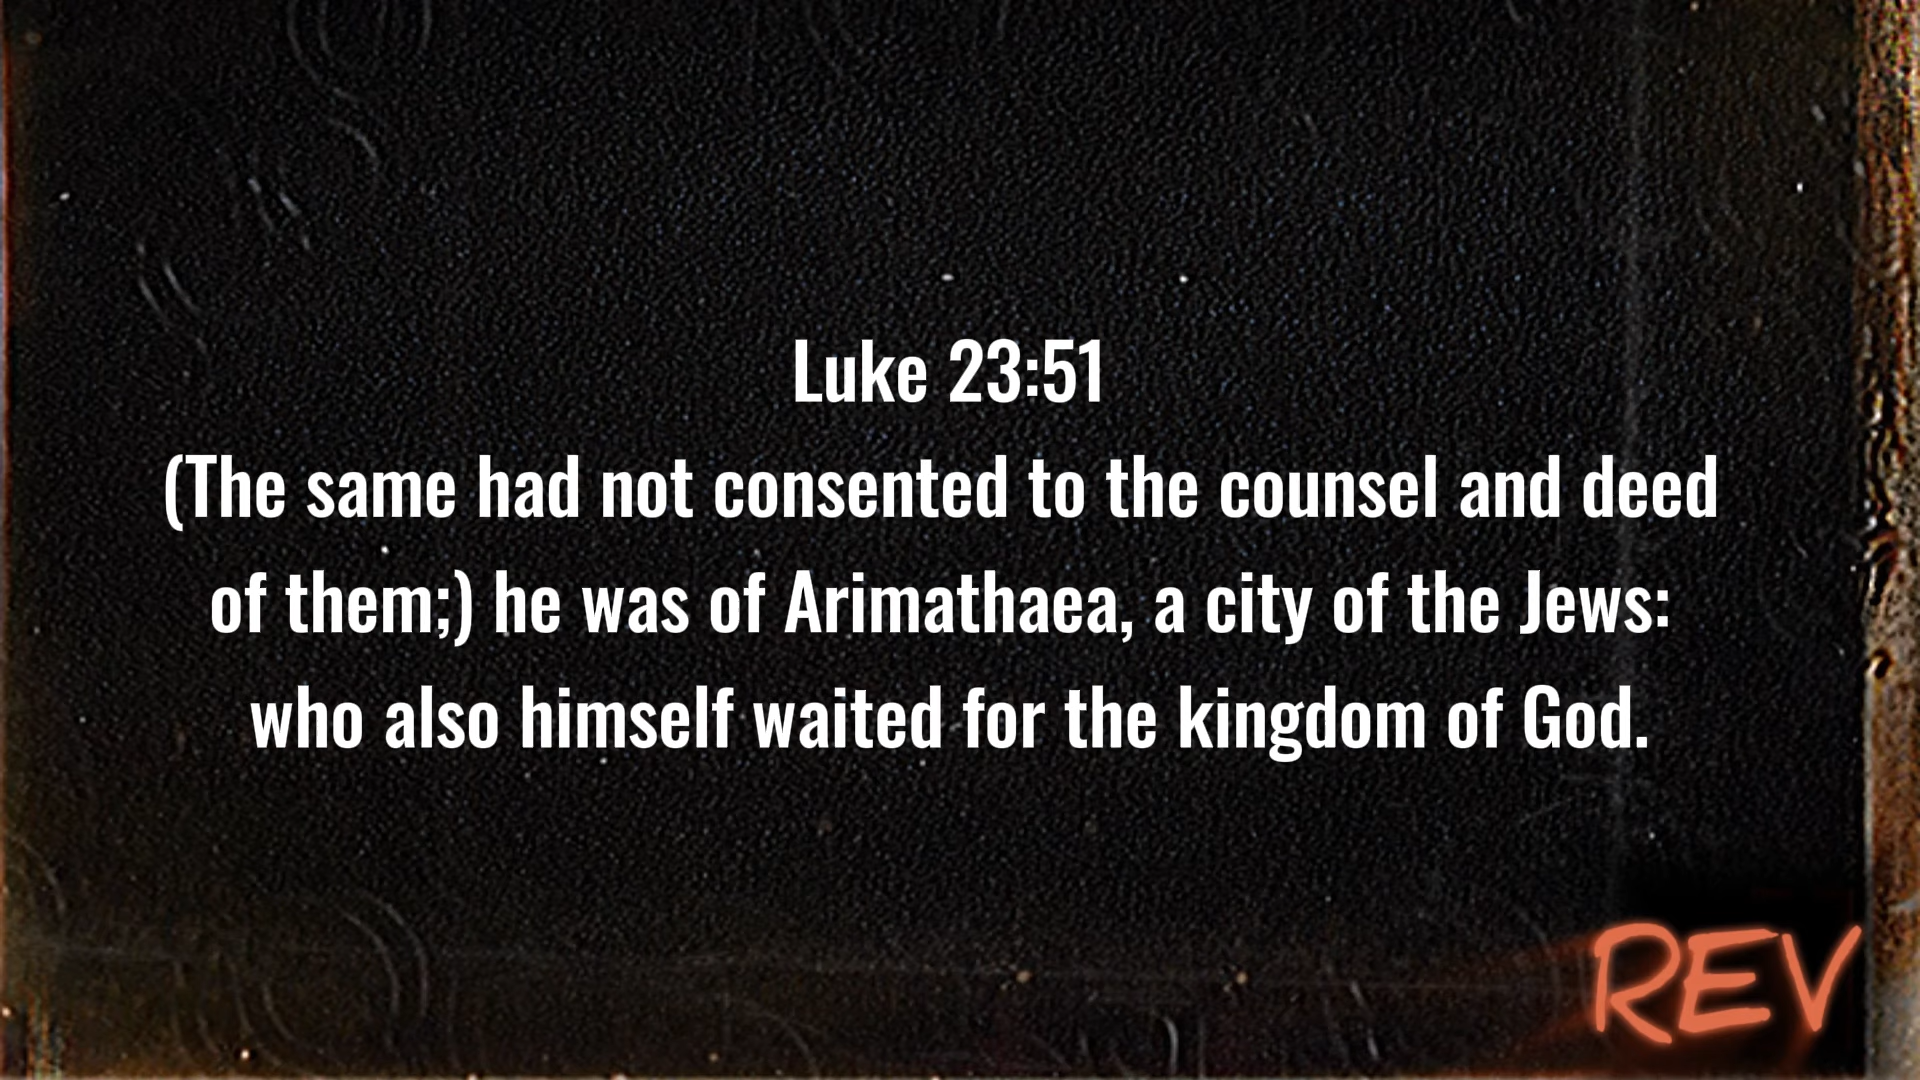 Luke 23:51
(The same had not consented to the counsel and deed
of them;) he was of Arimathaea, a city of the Jews:
who also himself waited for the kingdom of God.
REV